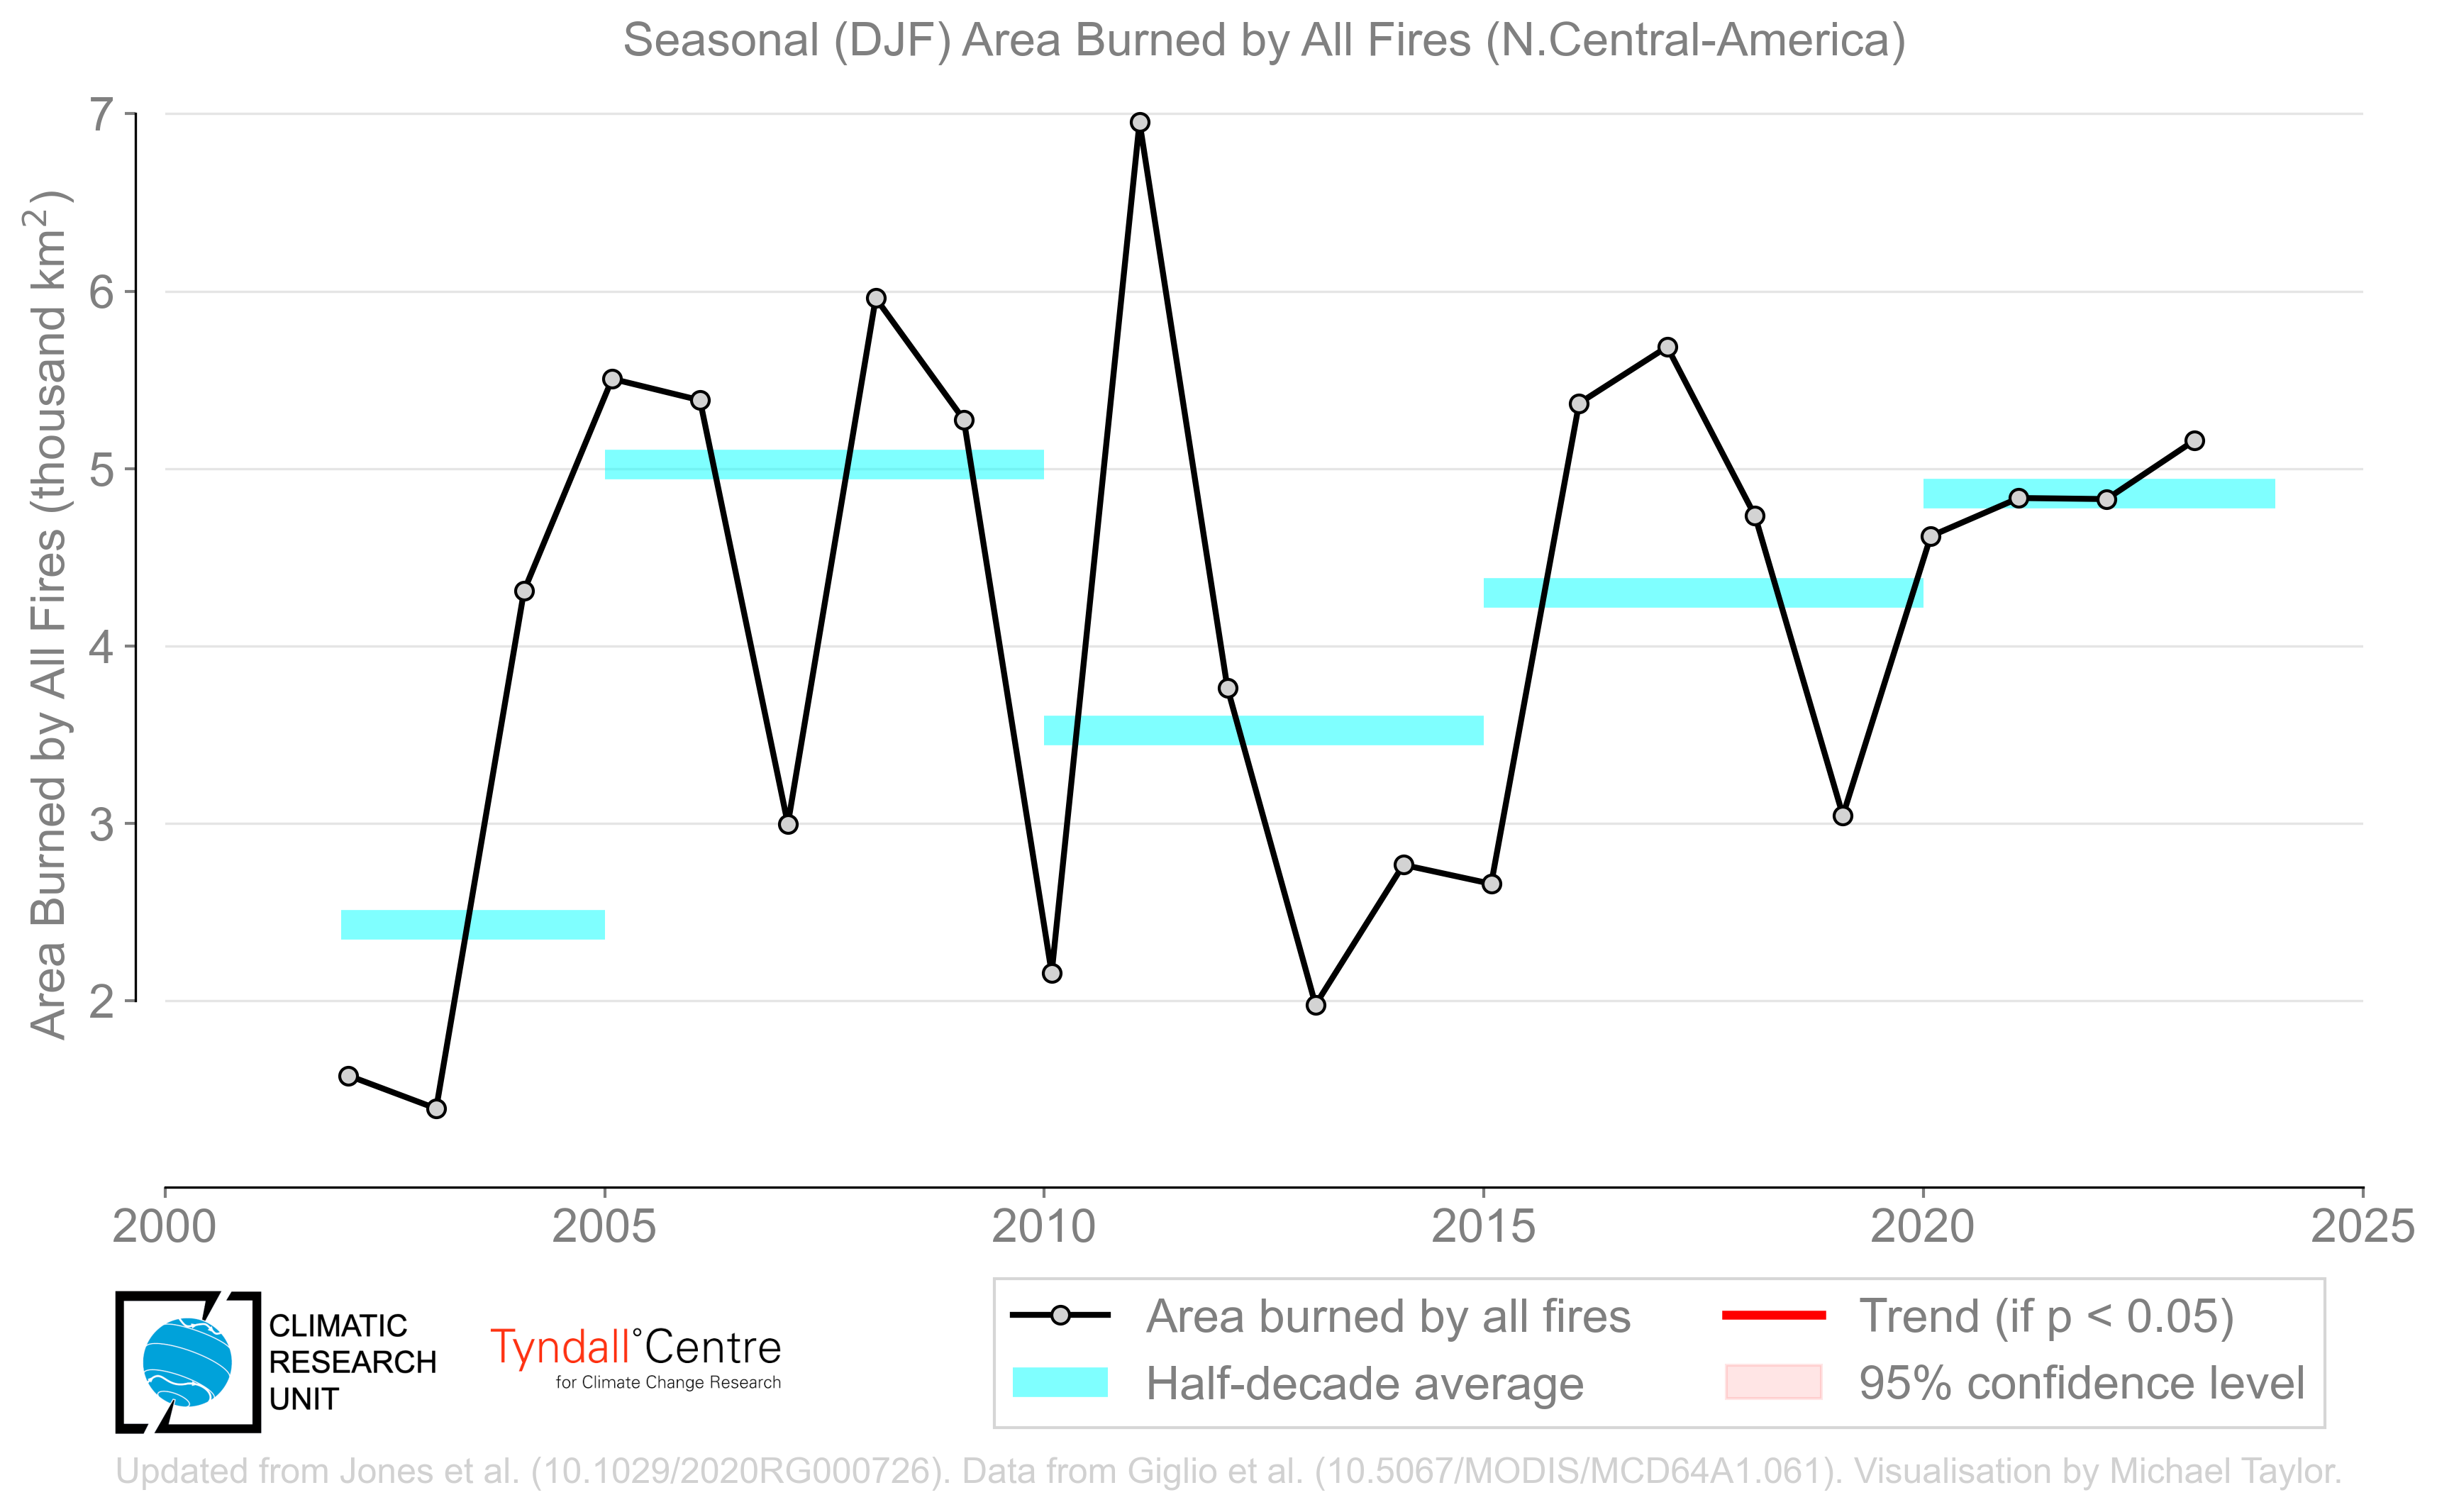 Seasonal (DJF) Area Burned by All Fires (N.Central-America)
Area Burned by All Fires (thousand km²)
7
6
5
4
3
2
2000 2005 2010 2015 2020 2025
CLIMATIC
RESEARCH
UNIT
Tyndall°Centre
for Climate Change Research
Area burned by all fires
Trend (if p < 0.05)
Half-decade average
95% confidence level
Updated from Jones et al. (10.1029/2020RG000726). Data from Giglio et al. (10.5067/MODIS/MCD64A1.061). Visualisation by Michael Taylor.